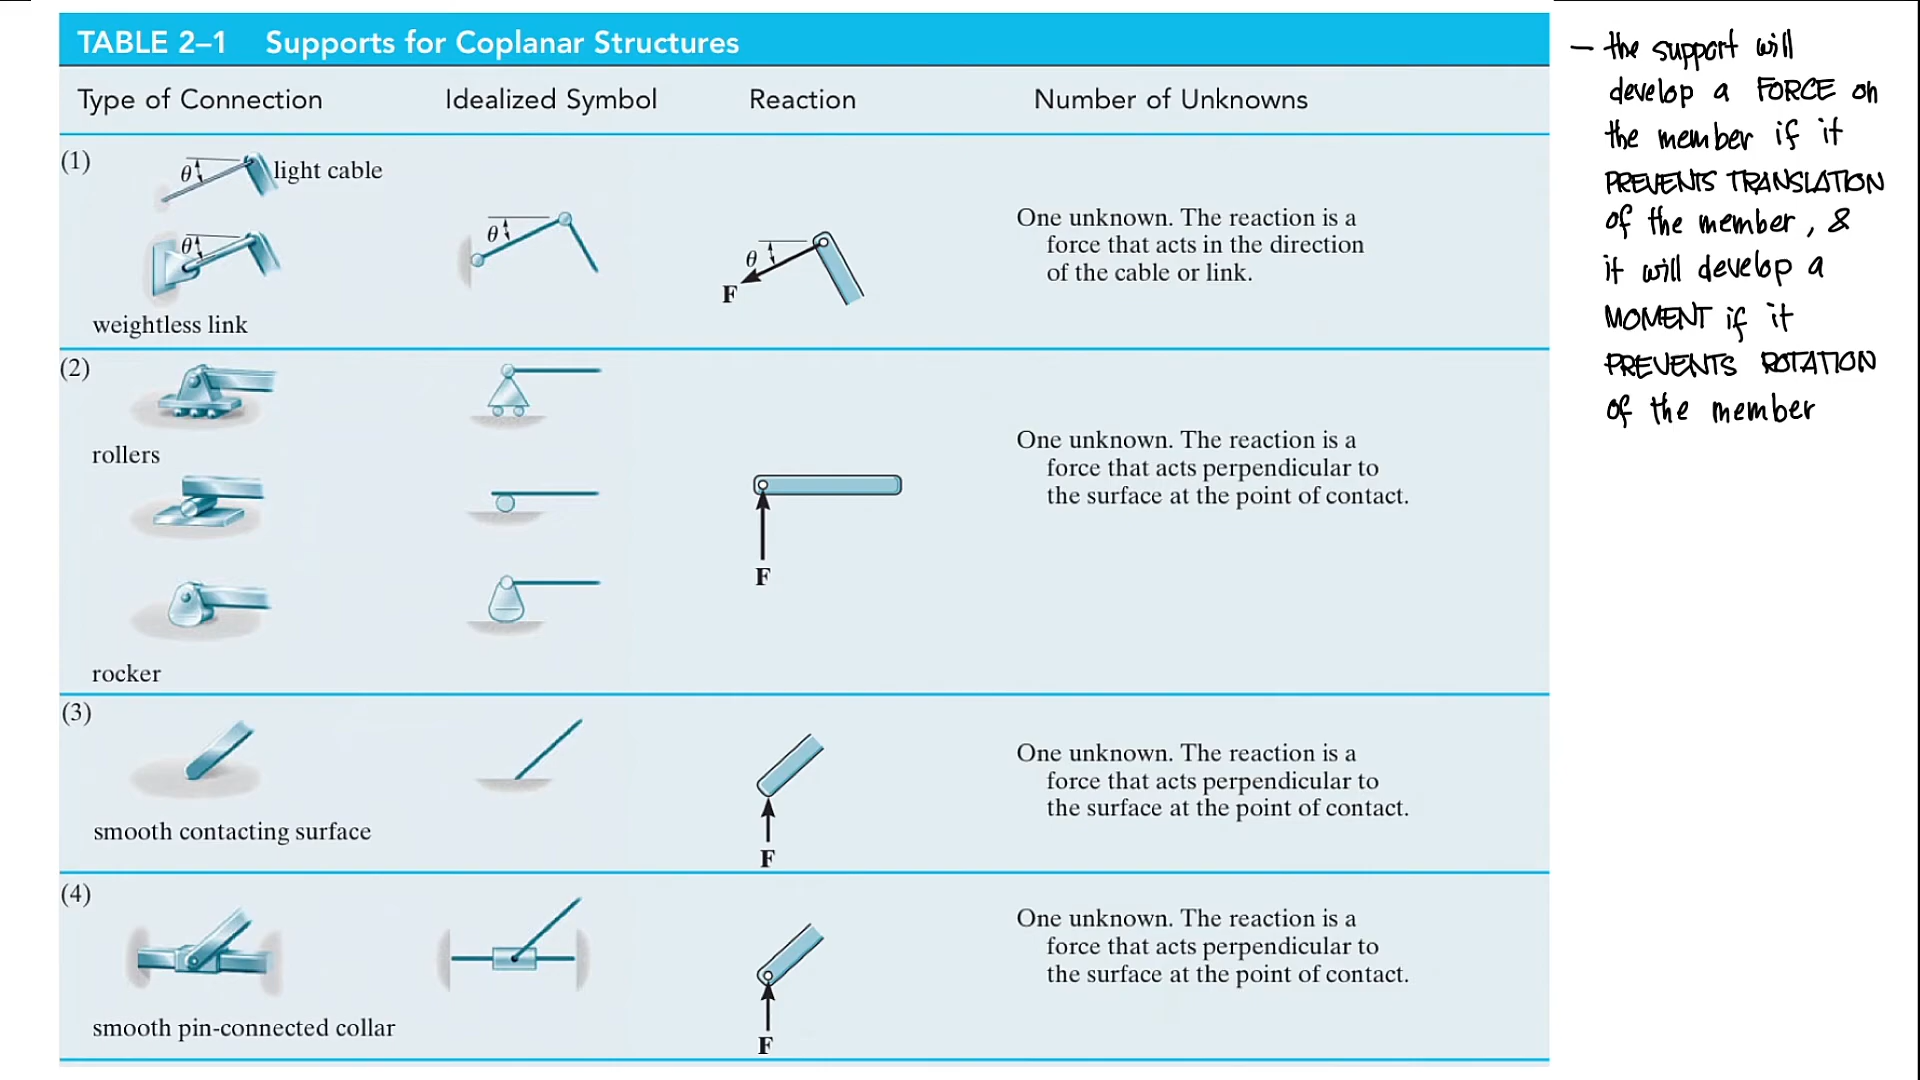 TABLE 2–1 Supports for Coplanar Structures
Type of Connection Idealized Symbol Reaction Number of Unknowns
(1)
θ
light cable
θ
weightless link
θ
θ
F
One unknown. The reaction is a
force that acts in the direction
of the cable or link.
(2)
rollers
rocker
F
One unknown. The reaction is a
force that acts perpendicular to
the surface at the point of contact.
(3)
smooth contacting surface
F
One unknown. The reaction is a
force that acts perpendicular to
the surface at the point of contact.
(4)
smooth pin-connected collar
F
One unknown. The reaction is a
force that acts perpendicular to
the surface at the point of contact.
– the support will
develop a FORCE on
the member if it
PREVENTS TRANSLATION
of the member, &
it will develop a
MOMENT if it
PREVENTS ROTATION
of the member